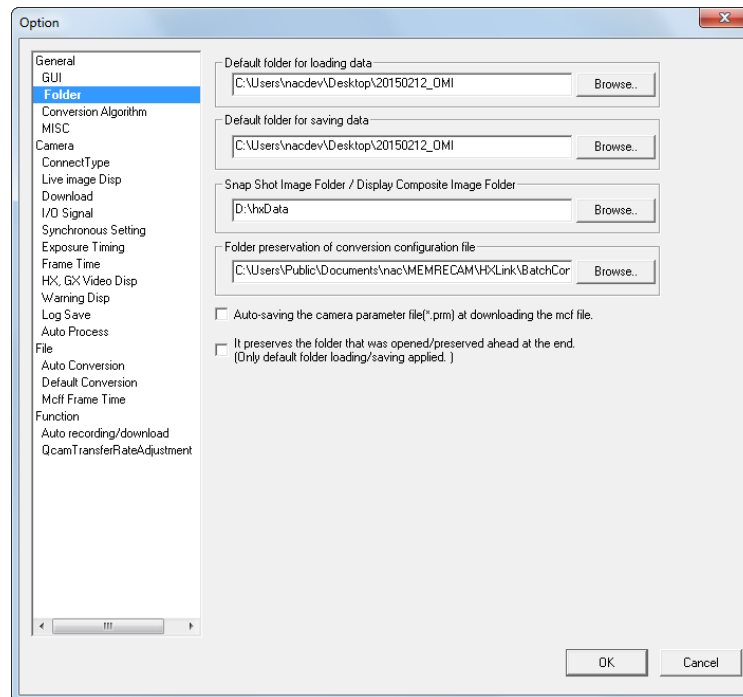 Option
General
GUI
Folder
Conversion Algorithm
MISC
Camera
ConnectType
Live image Disp
Download
I/O Signal
Synchronous Setting
Exposure Timing
Frame Time
HX, GX Video Disp
Warning Disp
Log Save
Auto Process
File
Auto Conversion
Default Conversion
Mcff Frame Time
Function
Auto recording/download
QcamTransferRateAdjustment
Default folder for loading data
C:\Users\nacdev\Desktop\20150212_OMI
Browse..
Default folder for saving data
C:\Users\nacdev\Desktop\20150212_OMI
Browse..
Snap Shot Image Folder / Display Composite Image Folder
D:\hxData
Browse..
Folder preservation of conversion configuration file
C:\Users\Public\Documents\nac\MEMRECAM\HXLink\BatchCor
Browse..
Auto-saving the camera parameter file(*.prm) at downloading the mcf file.
It preserves the folder that was opened/preserved ahead at the end.
(Only default folder loading/saving applied. )
OK
Cancel